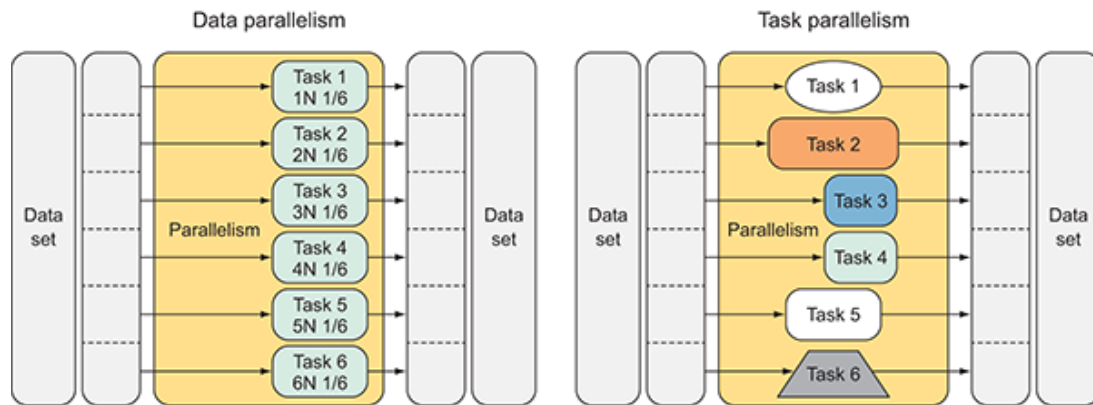 Data parallelism
Data
set
Parallelism
Task 1
1N 1/6
Task 2
2N 1/6
Task 3
3N 1/6
Task 4
4N 1/6
Task 5
5N 1/6
Task 6
6N 1/6
Data
set
Task parallelism
Data
set
Parallelism
Task 1
Task 2
Task 3
Task 4
Task 5
Task 6
Data
set